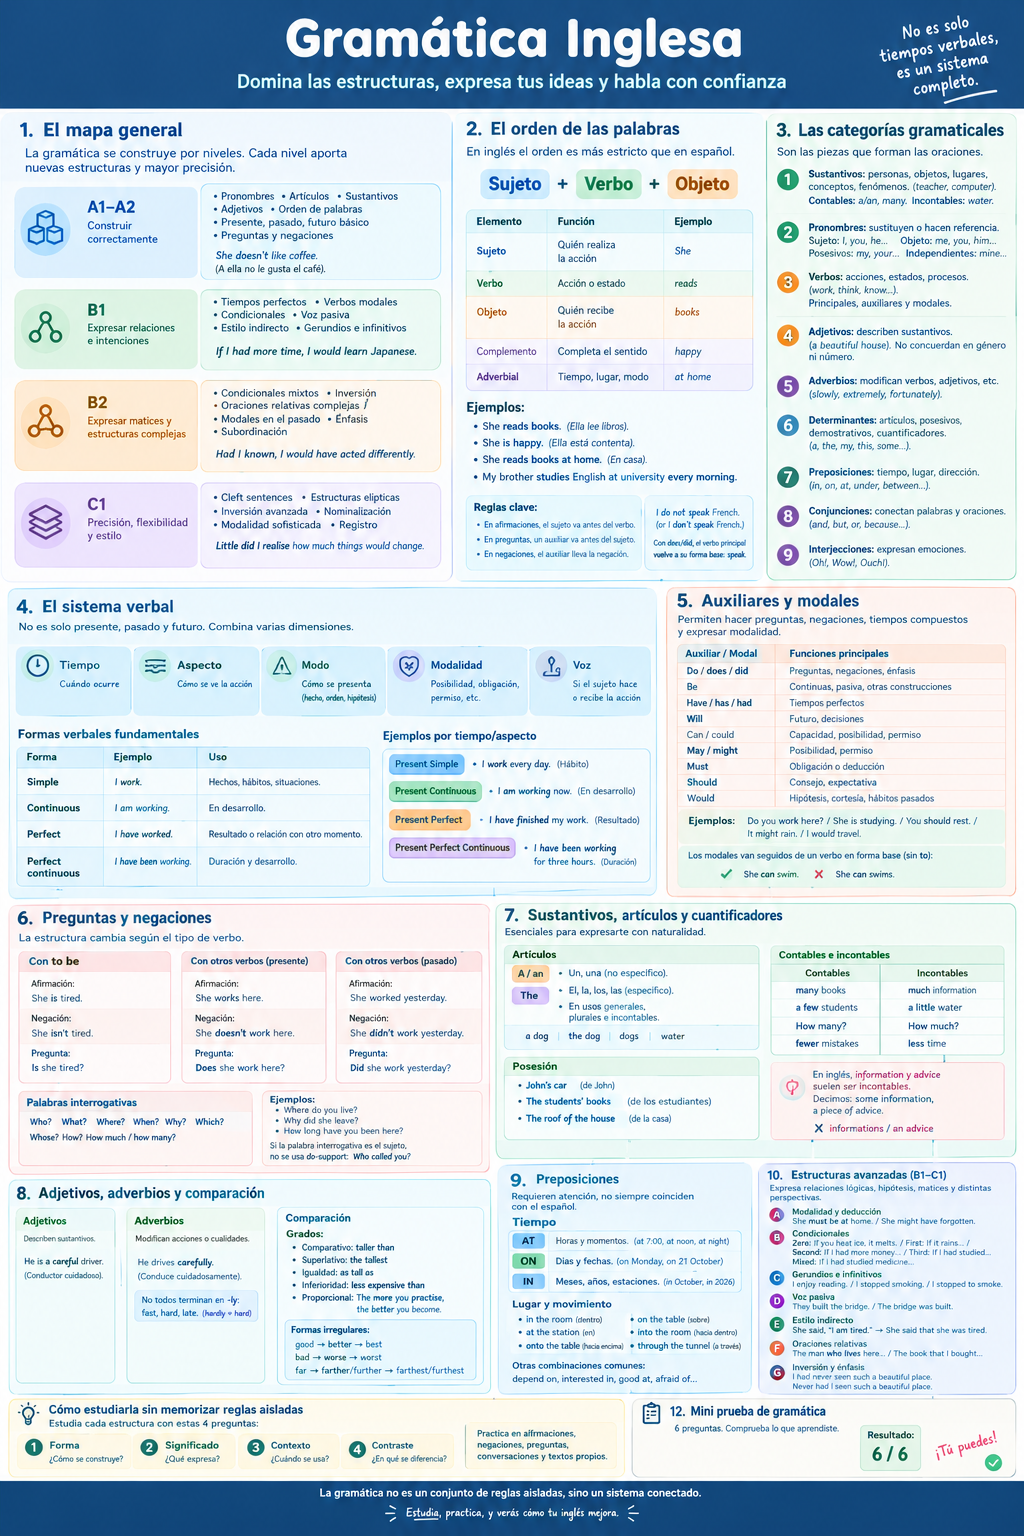 Gramática Inglesa
Domina las estructuras, expresa tus ideas y habla con confianza
No es solo
tiempos verbales,
es un sistema
completo.
1. El mapa general
La gramática se construye por niveles. Cada nivel aporta
nuevas estructuras y mayor precisión.
A1–A2
Construir
correctamente
• Pronombres • Artículos • Sustantivos
• Adjetivos • Orden de palabras
• Presente, pasado, futuro básico
• Preguntas y negaciones
She doesn't like coffee.
(A ella no le gusta el café).
B1
Expresar relaciones
e intenciones
• Tiempos perfectos • Verbos modales
• Condicionales • Voz pasiva
• Estilo indirecto • Gerundios e infinitivos
If I had more time, I would learn Japanese.
B2
Expresar matices y
estructuras complejas
• Condicionales mixtos • Inversión
• Oraciones relativas complejas
• Modales en el pasado • Énfasis
• Subordinación
Had I known, I would have acted differently.
C1
Precisión, flexibilidad
y estilo
• Cleft sentences • Estructuras elípticas
• Inversión avanzada • Nominalización
• Modalidad sofisticada • Registro
Little did I realise how much things would change.
2. El orden de las palabras
En inglés el orden es más estricto que en español.
Sujeto + Verbo + Objeto
Elemento Función Ejemplo
Sujeto Quién realiza la acción She
Verbo Acción o estado reads
Objeto Quién recibe la acción books
Complemento Completa el sentido happy
Adverbial Tiempo, lugar, modo at home
Ejemplos:
• She reads books. (Ella lee libros).
• She is happy. (Ella está contenta).
• She reads books at home. (En casa).
• My brother studies English at university every morning.
Reglas clave:
• En afirmaciones, el sujeto va antes del verbo.
• En preguntas, un auxiliar va antes del sujeto.
• En negaciones, el auxiliar lleva la negación.
I do not speak French.
(or I don't speak French.)
Con does/did, el verbo principal
vuelve a su forma base: speak.
3. Las categorías gramaticales
Son las piezas que forman las oraciones.
1 Sustantivos: personas, objetos, lugares,
conceptos, fenómenos. (teacher, computer).
Contables: a/an, many. Incontables: water.
2 Pronombres: sustituyen o hacen referencia.
Sujeto: I, you, he... Objeto: me, you, him...
Posesivos: my, your... Independientes: mine...
3 Verbos: acciones, estados, procesos.
(work, think, know...).
Principales, auxiliares y modales.
4 Adjetivos: describen sustantivos.
(a beautiful house). No concuerdan en género
ni número.
5 Adverbios: modifican verbos, adjetivos, etc.
(slowly, extremely, fortunately).
6 Determinantes: artículos, posesivos,
demostrativos, cuantificadores.
(a, the, my, this, some...).
7 Preposiciones: tiempo, lugar, dirección.
(in, on, at, under, between...).
8 Conjunciones: conectan palabras y oraciones.
(and, but, or, because...).
9 Interjecciones: expresan emociones.
(Oh!, Wow!, Ouch!).
4. El sistema verbal
No es solo presente, pasado y futuro. Combina varias dimensiones.
Tiempo
Cuándo ocurre
Aspecto
Cómo se ve la acción
Modo
Cómo se presenta
(hecho, orden, hipótesis)
Modalidad
Posibilidad, obligación,
permiso, etc.
Voz
Si el sujeto hace
o recibe la acción
Formas verbales fundamentales
Forma Ejemplo Uso
Simple I work. Hechos, hábitos, situaciones.
Continuous I am working. En desarrollo.
Perfect I have worked. Resultado o relación con otro momento.
Perfect continuous I have been working. Duración y desarrollo.
Ejemplos por tiempo/aspecto
Present Simple • I work every day. (Hábito)
Present Continuous • I am working now. (En desarrollo)
Present Perfect • I have finished my work. (Resultado)
Present Perfect Continuous • I have been working
for three hours. (Duración)
5. Auxiliares y modales
Permiten hacer preguntas, negaciones, tiempos compuestos
y expresar modalidad.
Auxiliar / Modal Funciones principales
Do / does / did Preguntas, negaciones, énfasis
Be Continuas, pasiva, otras construcciones
Have / has / had Tiempos perfectos
Will Futuro, decisiones
Can / could Capacidad, posibilidad, permiso
May / might Posibilidad, permiso
Must Obligación o deducción
Should Consejo, expectativa
Would Hipótesis, cortesía, hábitos pasados
Ejemplos: Do you work here? / She is studying. / You should rest. /
It might rain. / I would travel.
Los modales van seguidos de un verbo en forma base (sin to):
✓ She can swim. ✗ She can swims.
6. Preguntas y negaciones
La estructura cambia según el tipo de verbo.
Con to be
Afirmación:
She is tired.
Negación:
She isn't tired.
Pregunta:
Is she tired?
Con otros verbos (presente)
Afirmación:
She works here.
Negación:
She doesn't work here.
Pregunta:
Does she work here?
Con otros verbos (pasado)
Afirmación:
She worked yesterday.
Negación:
She didn't work yesterday.
Pregunta:
Did she work yesterday?
Palabras interrogativas
Who? What? Where? When? Why? Which?
Whose? How? How much / how many?
Ejemplos:
• Where do you live?
• Why did she leave?
• How long have you been here?
Si la palabra interrogativa es el sujeto,
no se usa do-support: Who called you?
7. Sustantivos, artículos y cuantificadores
Esenciales para expresarte con naturalidad.
Artículos
A / an • Un, una (no específico).
The • El, la, los, las (específico).
• En usos generales,
plurales e incontables.
a dog | the dog | dogs | water
Posesión
• John's car (de John)
• The students' books (de los estudiantes)
• The roof of the house (de la casa)
Contables e incontables
Contables Incontables
many books much information
a few students a little water
How many? How much?
fewer mistakes less time
En inglés, information y advice
suelen ser incontables.
Decimos: some information,
a piece of advice.
✗ informations / an advice
8. Adjetivos, adverbios y comparación
Adjetivos
Describen sustantivos.
He is a careful driver.
(Conductor cuidadoso).
Adverbios
Modifican acciones o cualidades.
He drives carefully.
(Conduce cuidadosamente).
No todos terminan en -ly:
fast, hard, late. (hardly ≠ hard)
Comparación
Grados:
• Comparativo: taller than
• Superlativo: the tallest
• Igualdad: as tall as
• Inferioridad: less expensive than
• Proporcional: The more you practise,
the better you become.
Formas irregulares:
good → better → best
bad → worse → worst
far → farther/further → farthest/furthest
9. Preposiciones
Requieren atención, no siempre coinciden
con el español.
Tiempo
AT Horas y momentos. (at 7:00, at noon, at night)
ON Días y fechas. (on Monday, on 21 October)
IN Meses, años, estaciones. (in October, in 2026)
Lugar y movimiento
• in the room (dentro) • on the table (sobre)
• at the station (en) • into the room (hacia dentro)
• onto the table (hacia encima) • through the tunnel (a través)
Otras combinaciones comunes:
depend on, interested in, good at, afraid of...
10. Estructuras avanzadas (B1–C1)
Expresa relaciones lógicas, hipótesis, matices y distintas
perspectivas.
A Modalidad y deducción
She must be at home. / She might have forgotten.
B Condicionales
Zero: If you heat ice, it melts. / First: If it rains... /
Second: If I had more money... / Third: If I had studied...
Mixed: If I had studied medicine...
C Gerundios e infinitivos
I enjoy reading. / I stopped smoking. / I stopped to smoke.
D Voz pasiva
They built the bridge. / The bridge was built.
E Estilo indirecto
She said, "I am tired." → She said that she was tired.
F Oraciones relativas
The man who lives here... / The book that I bought...
G Inversión y énfasis
I had never seen such a beautiful place.
Never had I seen such a beautiful place.
Cómo estudiarla sin memorizar reglas aisladas
Estudia cada estructura con estas 4 preguntas:
1 Forma
¿Cómo se construye?
2 Significado
¿Qué expresa?
3 Contexto
¿Cuándo se usa?
4 Contraste
¿En qué se diferencia?
Practica en afirmaciones,
negaciones, preguntas,
conversaciones y textos propios.
12. Mini prueba de gramática
6 preguntas. Comprueba lo que aprendiste.
Resultado:
6 / 6
¡Tú puedes!
La gramática no es un conjunto de reglas aisladas, sino un sistema conectado.
Estudia, practica, y verás cómo tu inglés mejora.